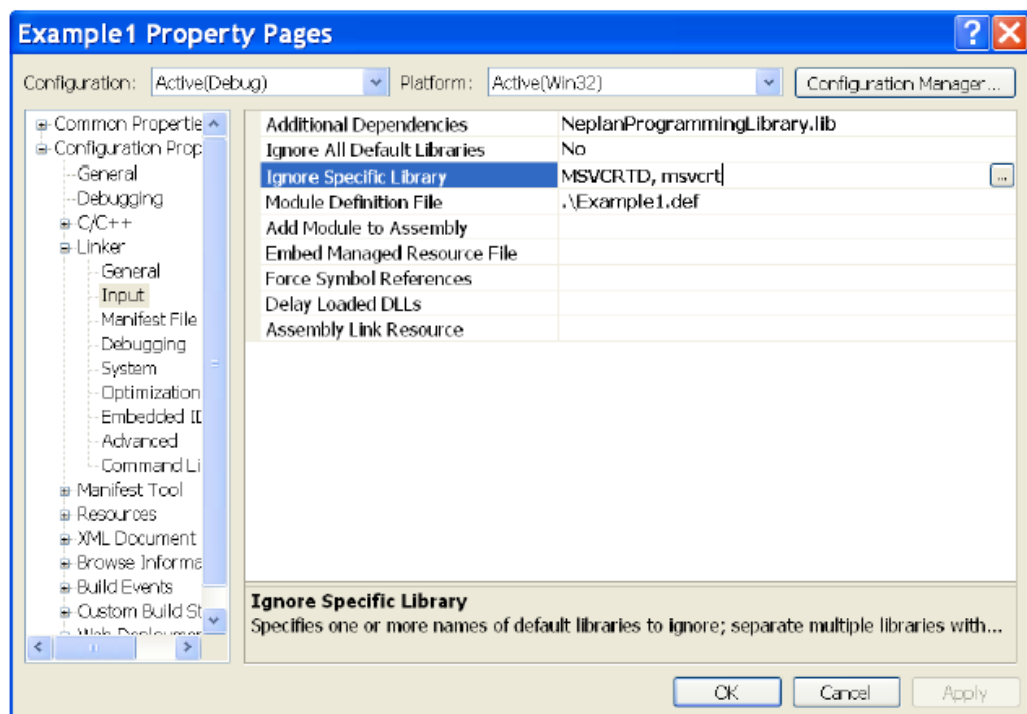 Example1 Property Pages
Configuration: Active(Debug) Platform: Active(Win32) Configuration Manager...
Common Propertie
Configuration Prop
General
Debugging
C/C++
Linker
General
Input
Manifest File
Debugging
System
Optimization
Embedded ID
Advanced
Command Li
Manifest Tool
Resources
XML Document
Browse Informa
Build Events
Custom Build St
Web Deploymen
Additional Dependencies NeplanProgrammingLibrary.lib
Ignore All Default Libraries No
Ignore Specific Library MSVCRTD, msvcrt ...
Module Definition File .\Example1.def
Add Module to Assembly
Embed Managed Resource File
Force Symbol References
Delay Loaded DLLs
Assembly Link Resource
Ignore Specific Library
Specifies one or more names of default libraries to ignore; separate multiple libraries with...
OK Cancel Apply